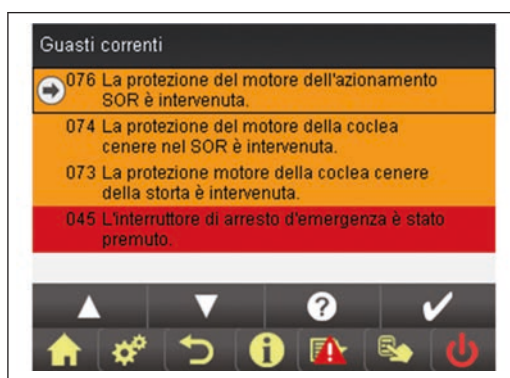 Guasti correnti
076 La protezione del motore dell'azionamento
SOR è intervenuta.
074 La protezione del motore della coclea
cenere nel SOR è intervenuta.
073 La protezione motore della coclea cenere
della storta è intervenuta.
045 L'interruttore di arresto d'emergenza è stato
premuto.